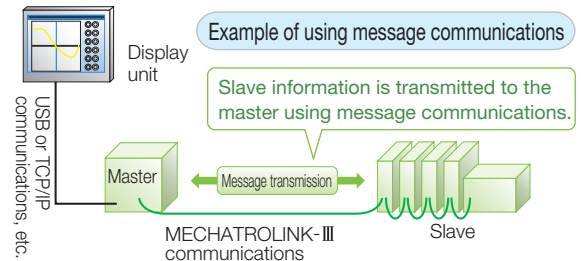 Example of using message communications
Display
unit
Slave information is transmitted to the
master using message communications.
USB or TCP/IP
communications, etc.
Master
Message transmission
Slave
MECHATROLINK-Ⅲ
communications